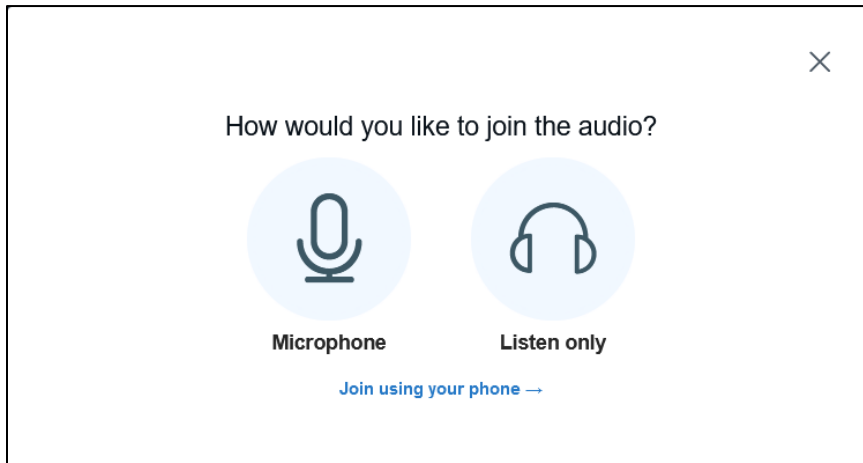 How would you like to join the audio?
Microphone
Listen only
Join using your phone →